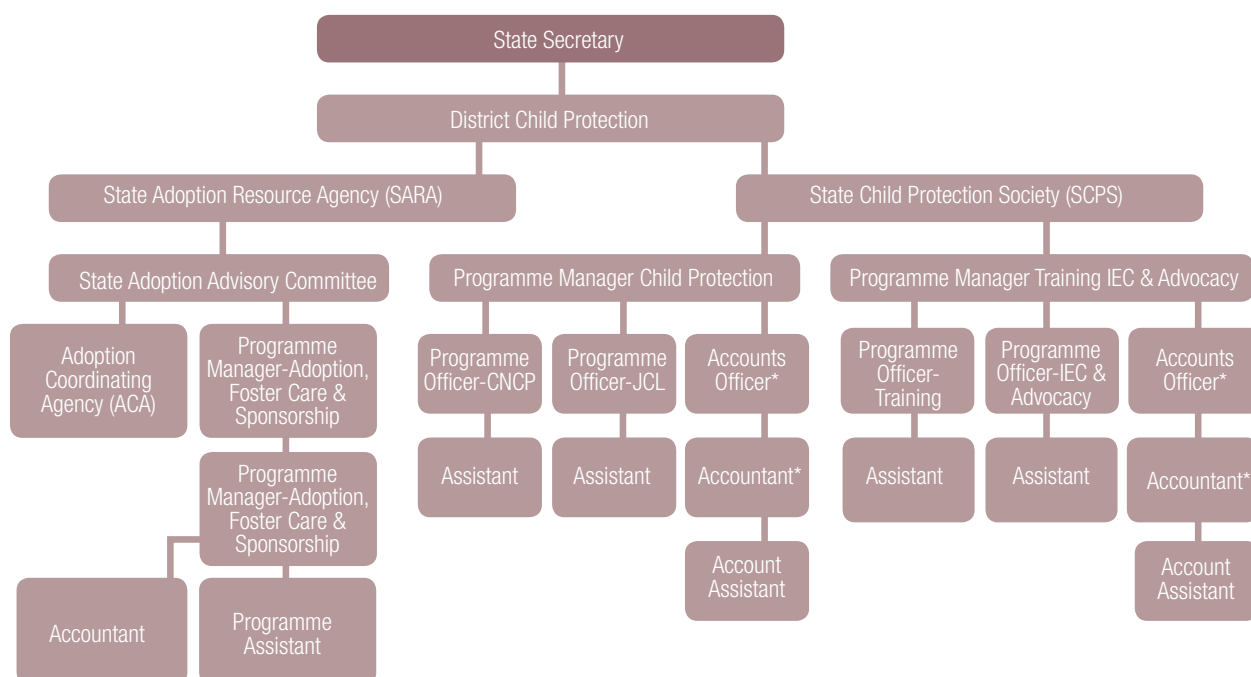 State Secretary
District Child Protection
State Adoption Resource Agency (SARA)
State Child Protection Society (SCPS)
State Adoption Advisory Committee
Programme Manager Child Protection
Programme Manager Training IEC & Advocacy
Adoption
Coordinating
Agency (ACA)
Programme
Manager-Adoption,
Foster Care &
Sponsorship
Programme
Officer-CNCP
Programme
Officer-JCL
Accounts
Officer*
Programme
Officer-
Training
Programme
Officer-IEC &
Advocacy
Accounts
Officer*
Programme
Manager-Adoption,
Foster Care &
Sponsorship
Assistant
Assistant
Accountant*
Assistant
Assistant
Accountant*
Account
Assistant
Account
Assistant
Accountant
Programme
Assistant